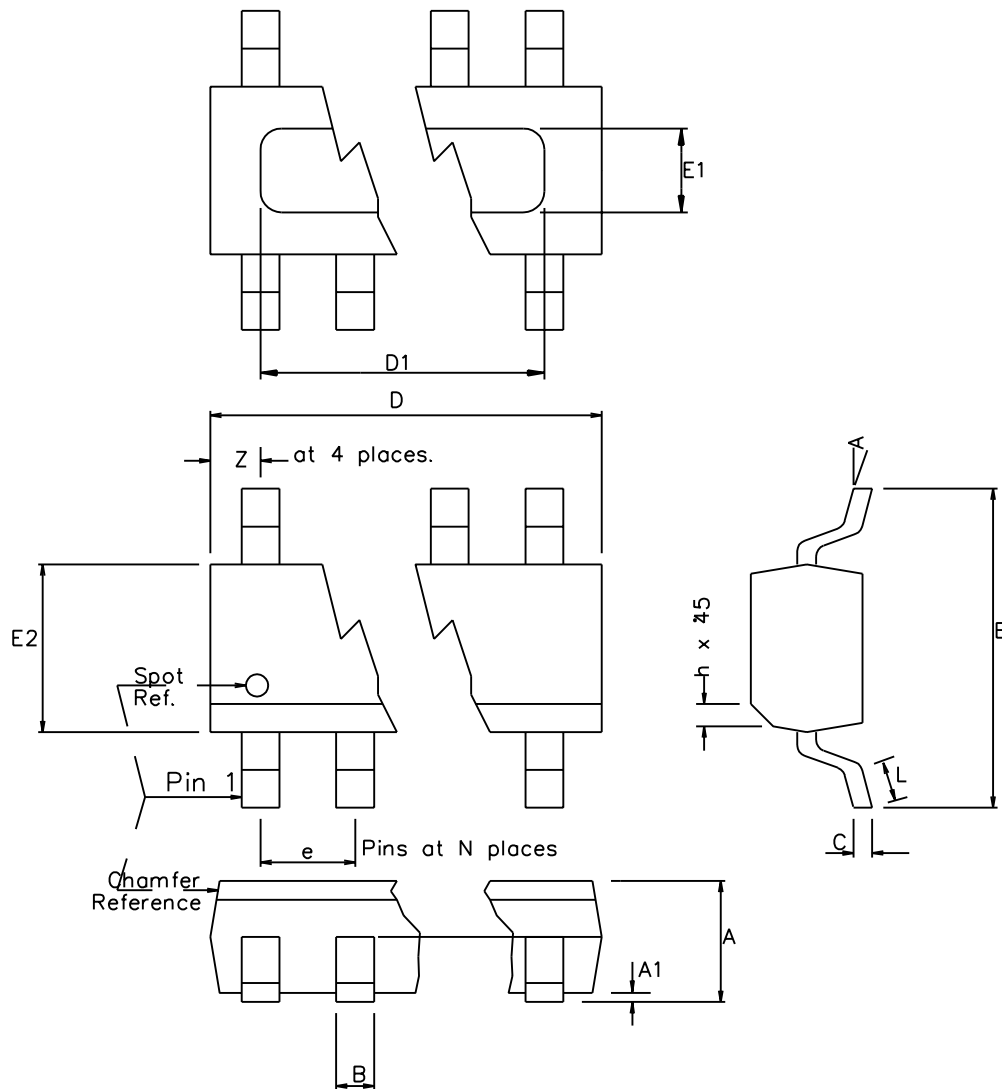 E1
D1
D
Z at 4 places.
A
E2
h x 45
E
Spot
Ref.
Pin 1
L
C
e
Pins at N places
Chamfer
Reference
A
A1
B